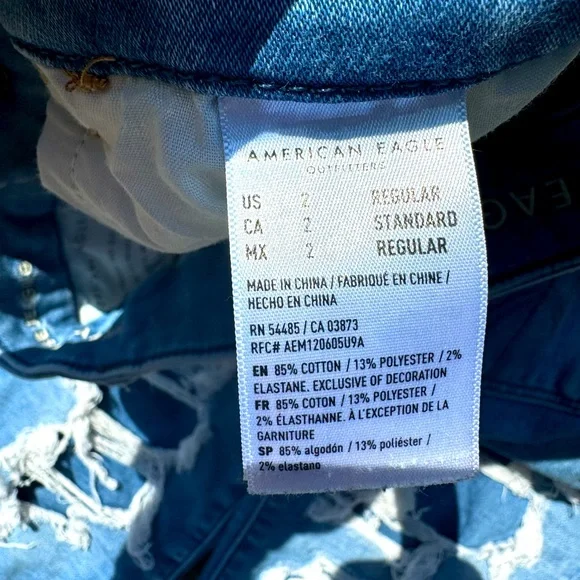 AMERICAN EAGLE
OUTFITTERS
US 2 REGULAR
CA 2 STANDARD
MX 2 REGULAR
MADE IN CHINA / FABRIQUÉ EN CHINE /
HECHO EN CHINA
RN 54485 / CA 03873
RFC# AEM120605U9A
EN 85% COTTON / 13% POLYESTER / 2%
ELASTANE. EXCLUSIVE OF DECORATION
FR 85% COTON / 13% POLYESTER /
2% ÉLASTHANNE. À L'EXCEPTION DE LA
GARNITURE
SP 85% algodón / 13% poliéster /
2% elastano